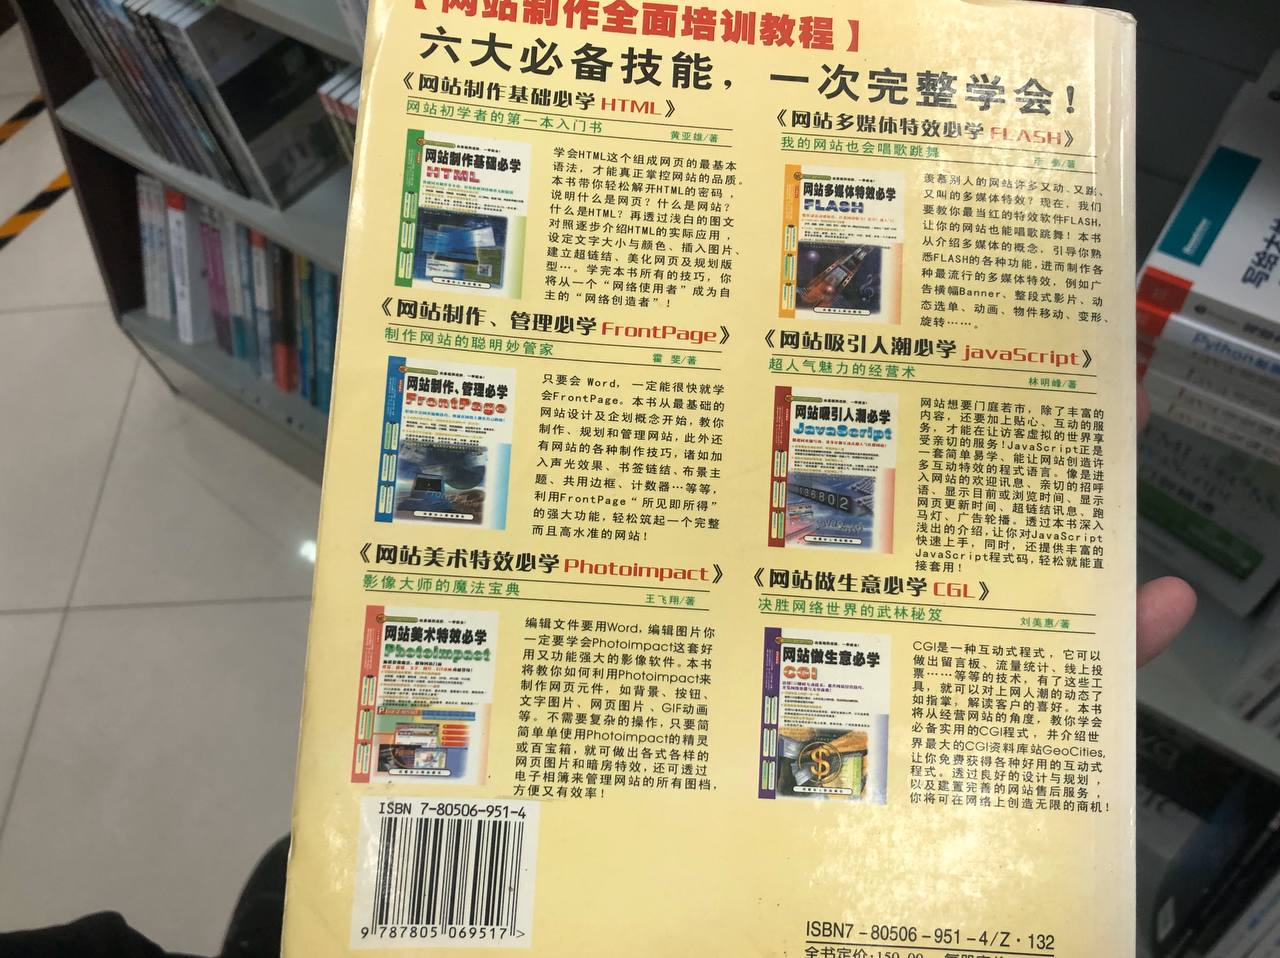 【网站制作全面培训教程】
六大必备技能，一次完整学会！
《网站制作基础必学HTML》
网站初学者的第一本入门书
黄亚雄/著
网站制作基础必学
HTML
学会HTML这个组成网页的最基本
语法，才能真正掌控网站的品质。
本书带你轻松解开HTML的密码，
说明什么是网页？什么是网站？
什么是HTML？再透过浅白的图文
对照逐步介绍HTML的实际应用，
设定文字大小与颜色、插入图片、
建立超链结、美化网页及规划版
型…。学完本书所有的技巧，你
将从一个“网络使用者”成为自
主的“网络创造者”！
《网站制作、管理必学FrontPage》
制作网站的聪明妙管家
霍斐/著
网站制作、管理必学
FrontPage
只要会 Word，一定能很快就学
会FrontPage。本书从最基础的
网站设计及企划概念开始，教你
制作、规划和管理网站，此外还
有网站的各种制作技巧，诸如加
入声光效果、书签链结、布景主
题、共用边框、计数器…等等，
利用FrontPage“所见即所得”
的强大功能，轻松筑起一个完整
而且高水准的网站！
《网站美术特效必学Photoimpact》
影像大师的魔法宝典
王飞翔/著
网站美术特效必学
PhotoImpact
编辑文件要用Word，编辑图片你
一定要学会Photoimpact这套好
用又功能强大的影像软件。本书
将教你如何利用Photoimpact来
制作网页元件，如背景、按钮、
文字图片、网页图片、GIF动画
等。不需要复杂的操作，只要简
简单单使用Photoimpact的精灵
或百宝箱，就可做出各式各样的
网页图片和暗房特效，还可透过
电子相簿来管理网站的所有图档，
方便又有效率！
《网站多媒体特效必学FLASH》
我的网站也会唱歌跳舞
/著
网站多媒体特效必学
FLASH
羡慕别人的网站许多又动、又跳、
又叫的多媒体特效？现在，我们
要教你最当红的特效软件FLASH，
让你的网站也能唱歌跳舞！本书
从介绍多媒体的概念，引导你熟
悉FLASH的各种功能，进而制作各
种最流行的多媒体特效，例如广
告横幅Banner、整段式影片、动
态选单、动画、物件移动、变形、
旋转……。
《网站吸引人潮必学javaScript》
超人气魅力的经营术
林明峰/著
网站吸引人潮必学
JavaScript
136802
网站想要门庭若市，除了丰富的
内容，还要加上贴心、互动的服
务，才能在让访客虚拟的世界享
受亲切的服务！JavaScript正是
一套简单易学、能让网站创造许
多互动特效的程式语言。像是进
入网站的欢迎讯息、亲切的招呼
语、显示目前或浏览时间、显示
网页更新时间、超链结讯息、跑
马灯、广告轮播。透过本书深入
浅出的介绍，让你对JavaScript
快速上手，同时，还提供丰富的
JavaScript程式码，轻松就能直
接套用！
《网站做生意必学CGL》
决胜网络世界的武林秘笈
刘美惠/著
网站做生意必学
CGI
CGI是一种互动式程式，它可以
做出留言板、流量统计、线上投
票……等等的技术，有了这些工
具，就可以对上网人潮的动态了
如指掌，解读客户的喜好。本书
将从经营网站的角度，教你学会
必备实用的CGI程式，并介绍世
界最大的CGI资料库站GeoCities,
让你免费获得各种好用的互动式
程式。透过良好的设计与规划，
以及建置完善的网站售后服务，
你将可在网络上创造无限的商机！
ISBN 7-80506-951-4
9 787805 069517 >
ISBN7－80506－951－4/Z·132
全书定价:150.00
Python